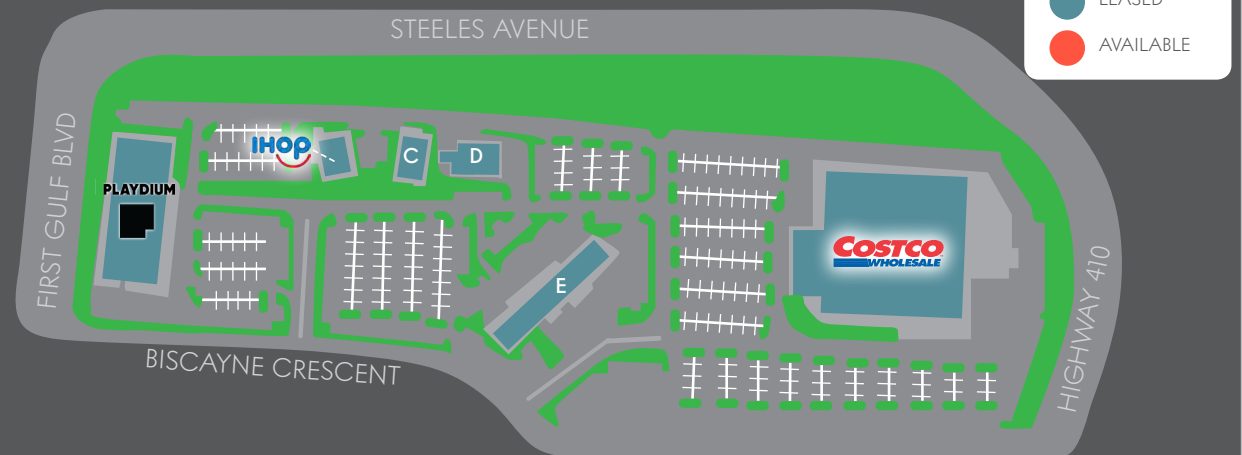 LEASED
AVAILABLE
STEELES AVENUE
FIRST GULF BLVD
PLAYDIUM
IHOP
C
D
E
COSTCO
WHOLESALE
HIGHWAY 410
BISCAYNE CRESCENT